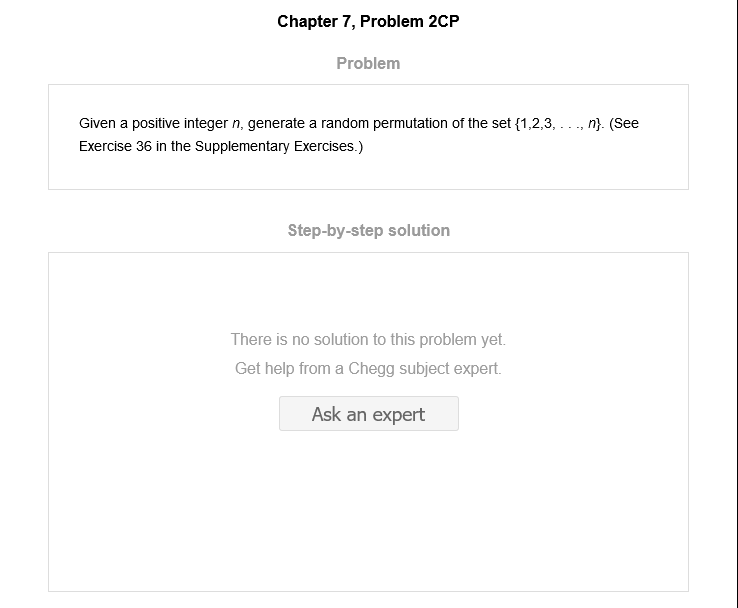 Chapter 7, Problem 2CP
Problem
Given a positive integer n, generate a random permutation of the set {1,2,3, . . ., n}. (See
Exercise 36 in the Supplementary Exercises.)
Step-by-step solution
There is no solution to this problem yet.
Get help from a Chegg subject expert.
Ask an expert